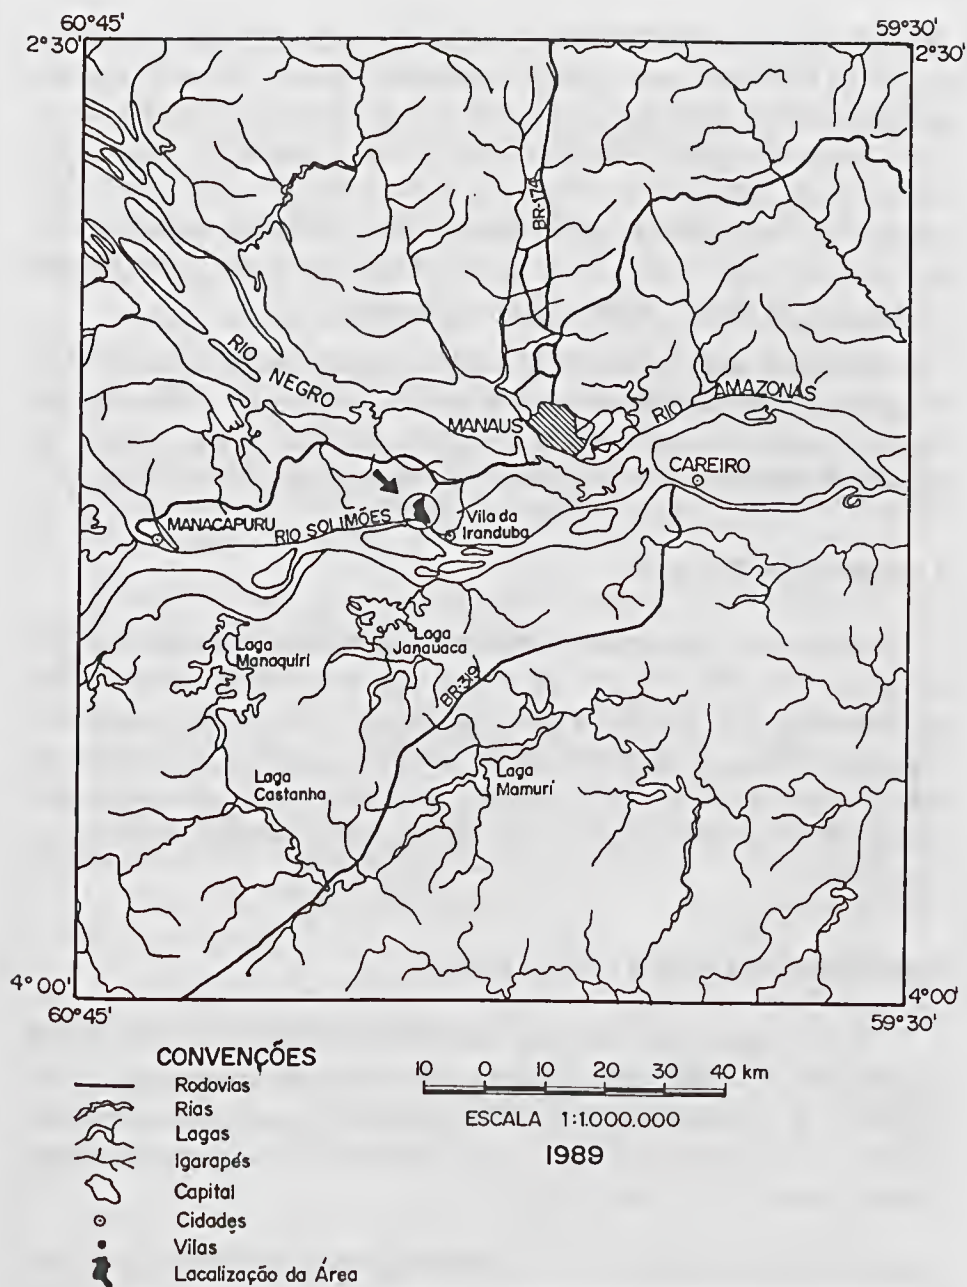 60°45'
59°30'
2°30'
2°30'
BR-174
RIO NEGRO
RIO AMAZONAS
MANAUS
CAREIRO
MANACAPURU
RIO SOLIMÕES
Vila da
Iranduba
Laga
Manaquiri
Laga
Janauaca
BR-319
Laga
Castanha
Laga
Mamurí
4°00'
4°00'
60°45'
59°30'
CONVENÇÕES
Rodovias
Rias
Lagas
Igarapés
Capital
Cidades
Vilas
Lacalização da Área
10 0 10 20 30 40 km
ESCALA 1:1.000.000
1989